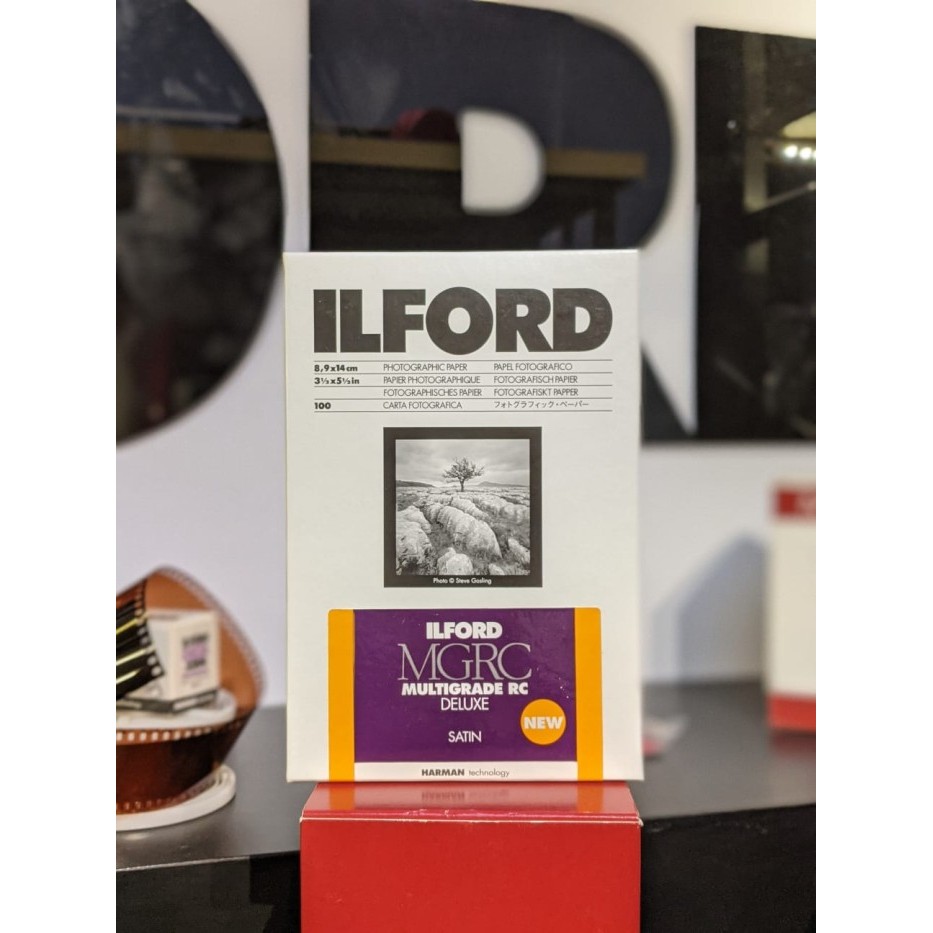 ILFORD
8,9x14cm PHOTOGRAPHIC PAPER PAPEL FOTOGRAFICO
3½x5½in PAPIER PHOTOGRAPHIQUE FOTOGRAFISCH PAPIER
FOTOGRAPHISCHES PAPIER FOTOGRAFISKT PAPPER
100 CARTA FOTOGRAFICA フォトグラフィック・ペーパー
Photo © Steve Gosling
ILFORD
MGRC
MULTIGRADE RC
DELUXE
NEW
SATIN
HARMAN technology
ILFORD